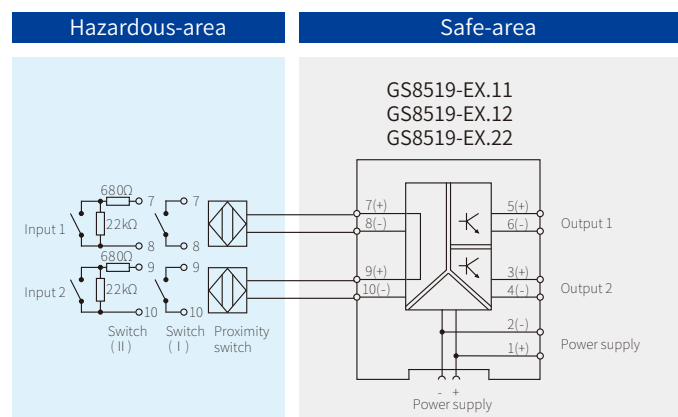 Hazardous-area
Safe-area
GS8519-EX.11
GS8519-EX.12
GS8519-EX.22
680Ω
7
7
22kΩ
Input 1
8
8
680Ω
9
9
22kΩ
Input 2
10
10
Switch
(Ⅱ)
Switch
(Ⅰ)
Proximity
switch
7(+)
8(-)
9(+)
10(-)
5(+)
6(-)
Output 1
3(+)
4(-)
Output 2
2(-)
1(+)
Power supply
- +
Power supply